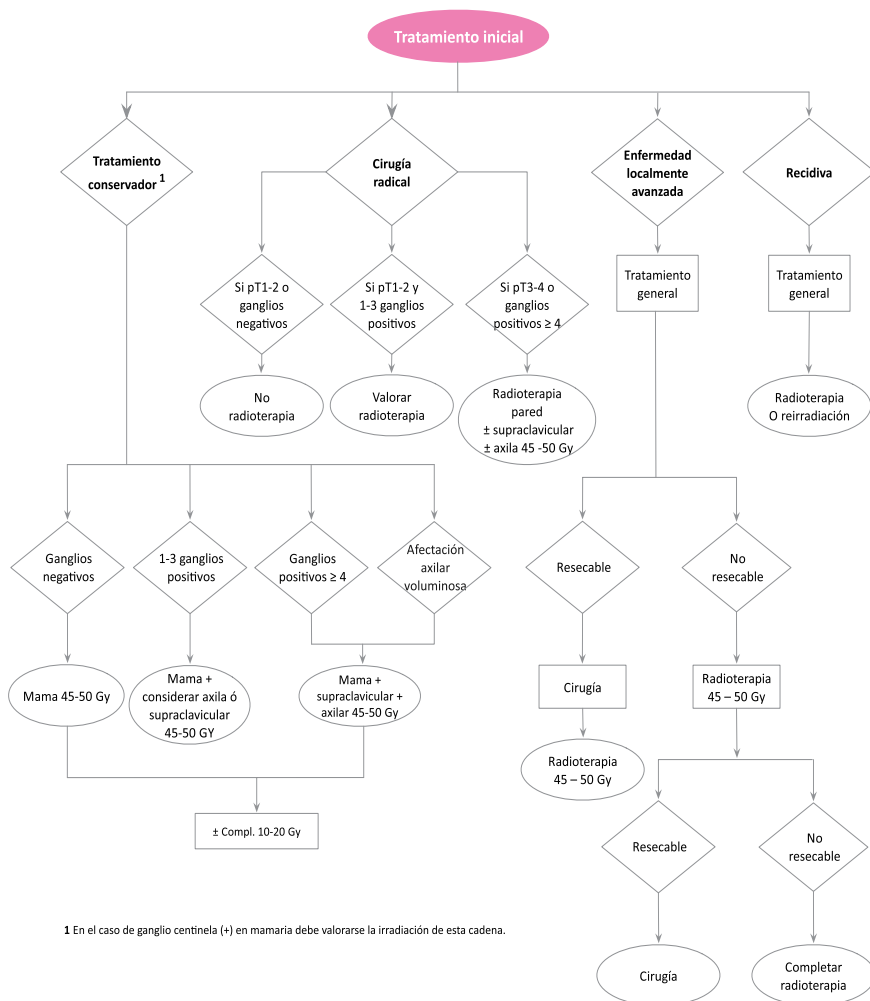 Tratamiento inicial
Tratamiento
conservador 1
Cirugía
radical
Enfermedad
localmente
avanzada
Recidiva
Si pT1-2 o
ganglios
negativos
Si pT1-2 y
1-3 ganglios
positivos
Si pT3-4 o
ganglios
positivos ≥ 4
Tratamiento
general
Tratamiento
general
No
radioterapia
Valorar
radioterapia
Radioterapia
pared
± supraclavicular
± axila 45 -50 Gy
Radioterapia
O reirradiación
Ganglios
negativos
1-3 ganglios
positivos
Ganglios
positivos ≥ 4
Afectación
axilar
voluminosa
Resecable
No
resecable
Mama 45-50 Gy
Mama +
considerar axila ó
supraclavicular
45-50 GY
Mama +
supraclavicular +
axilar 45-50 Gy
Cirugía
Radioterapia
45 – 50 Gy
Radioterapia
45 – 50 Gy
± Compl. 10-20 Gy
Resecable
No
resecable
1 En el caso de ganglio centinela (+) en mamaria debe valorarse la irradiación de esta cadena.
Cirugía
Completar
radioterapia